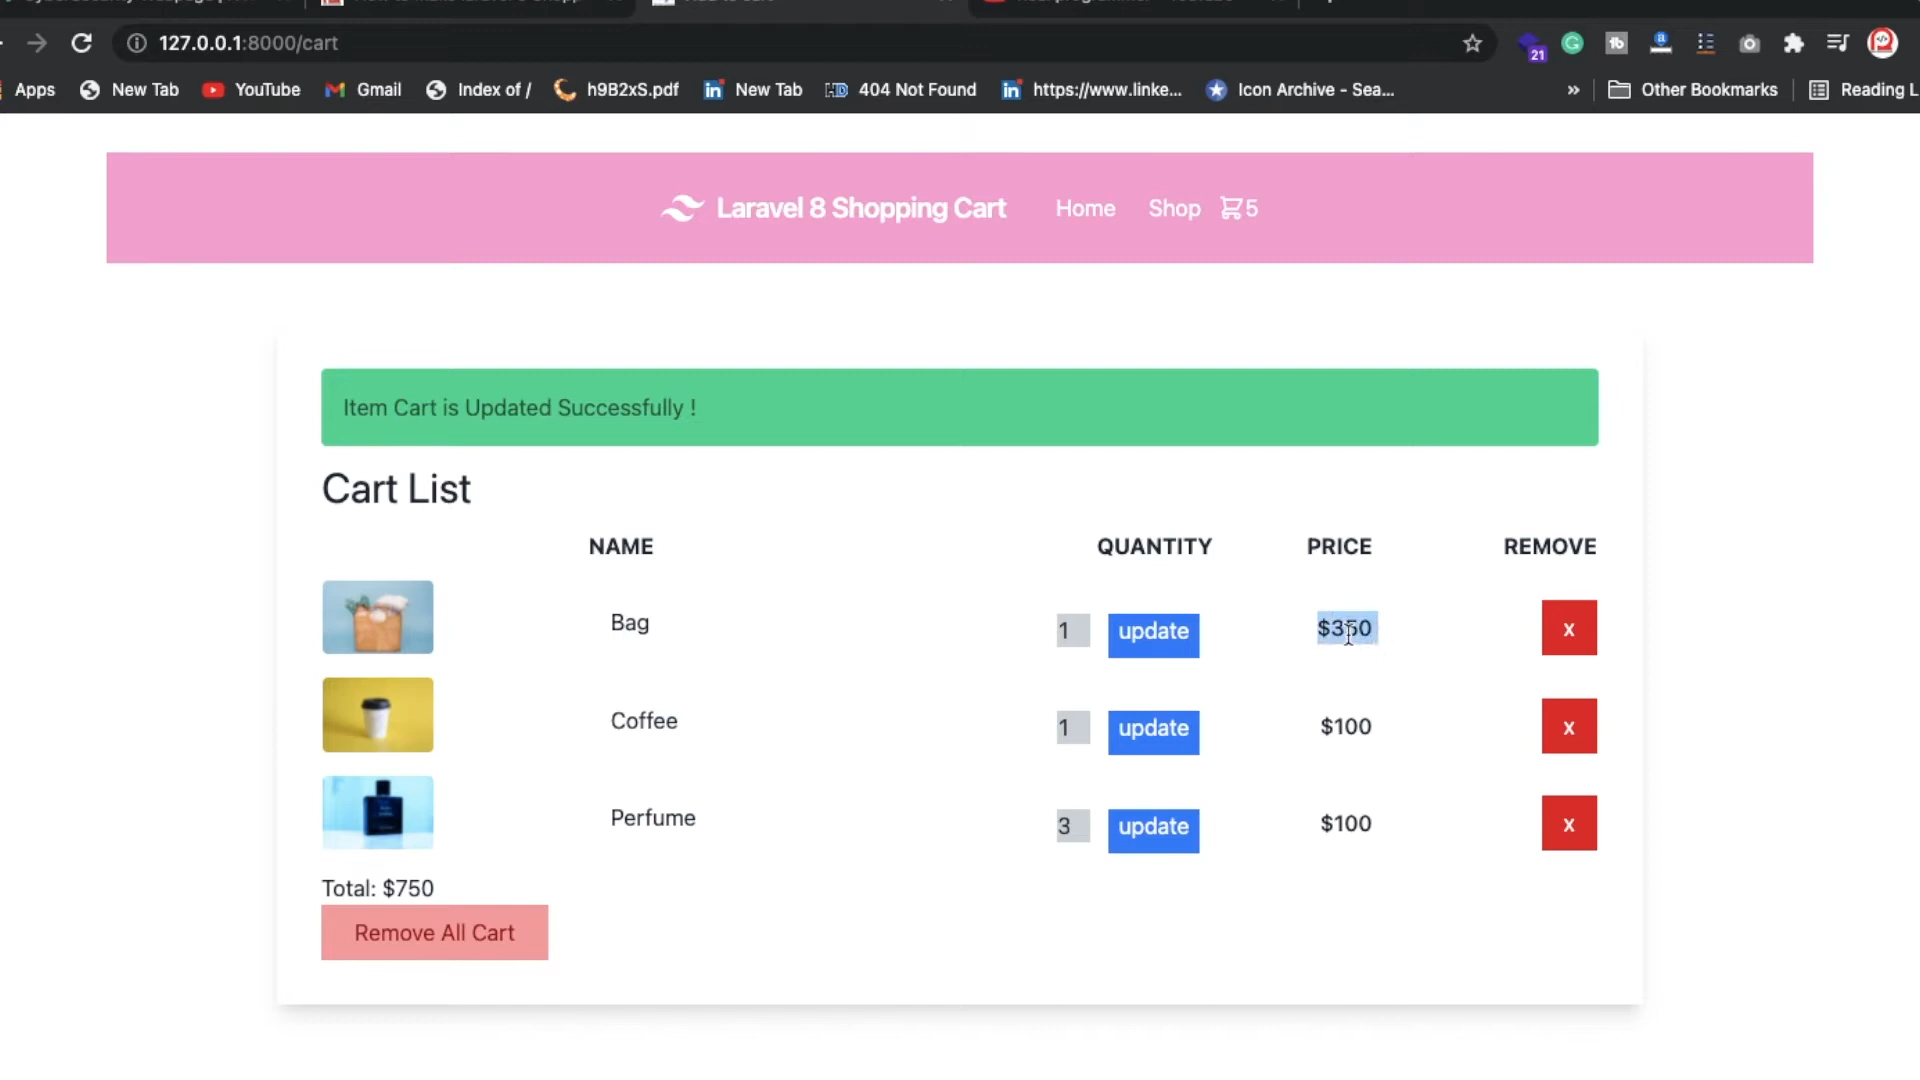 127.0.0.1:8000/cart
21
Apps New Tab YouTube Gmail Index of / h9B2xS.pdf New Tab 404 Not Found https://www.linke... Icon Archive - Sea... » Other Bookmarks Reading L
Laravel 8 Shopping Cart Home Shop 5
Item Cart is Updated Successfully !
Cart List
NAME QUANTITY PRICE REMOVE
Bag 1 update $350 x
Coffee 1 update $100 x
Perfume 3 update $100 x
Total: $750
Remove All Cart